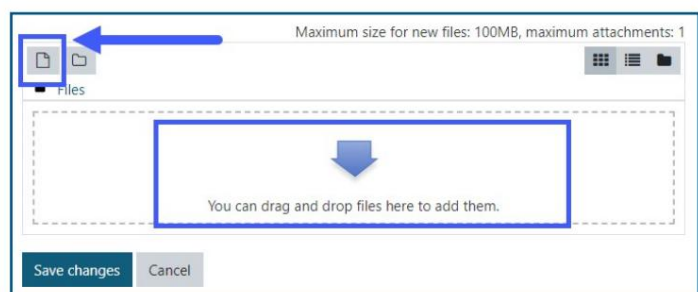 Maximum size for new files: 100MB, maximum attachments: 1
Files
You can drag and drop files here to add them.
Save changes Cancel